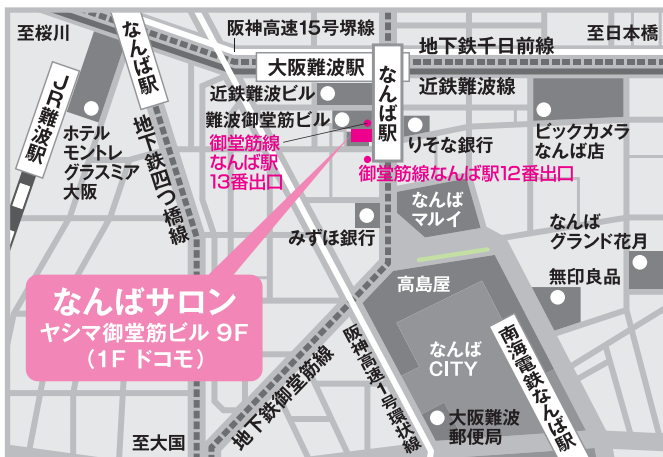 至桜川
なんば駅
阪神高速15号堺線
地下鉄千日前線
至日本橋
大阪難波駅
なんば駅
近鉄難波線
JR難波駅
近鉄難波ビル
難波御堂筋ビル
御堂筋線
なんば駅
13番出口
りそな銀行
ビックカメラ
なんば店
御堂筋線なんば駅12番出口
ホテル
モントレ
グラスミア
大阪
地下鉄四つ橋線
みずほ銀行
なんば
マルイ
なんば
グランド花月
高島屋
無印良品
なんばサロン
ヤシマ御堂筋ビル 9F
(1F ドコモ)
なんば
CITY
南海電鉄なんば駅
阪神高速1号環状線
地下鉄御堂筋線
大阪難波
郵便局
至大国